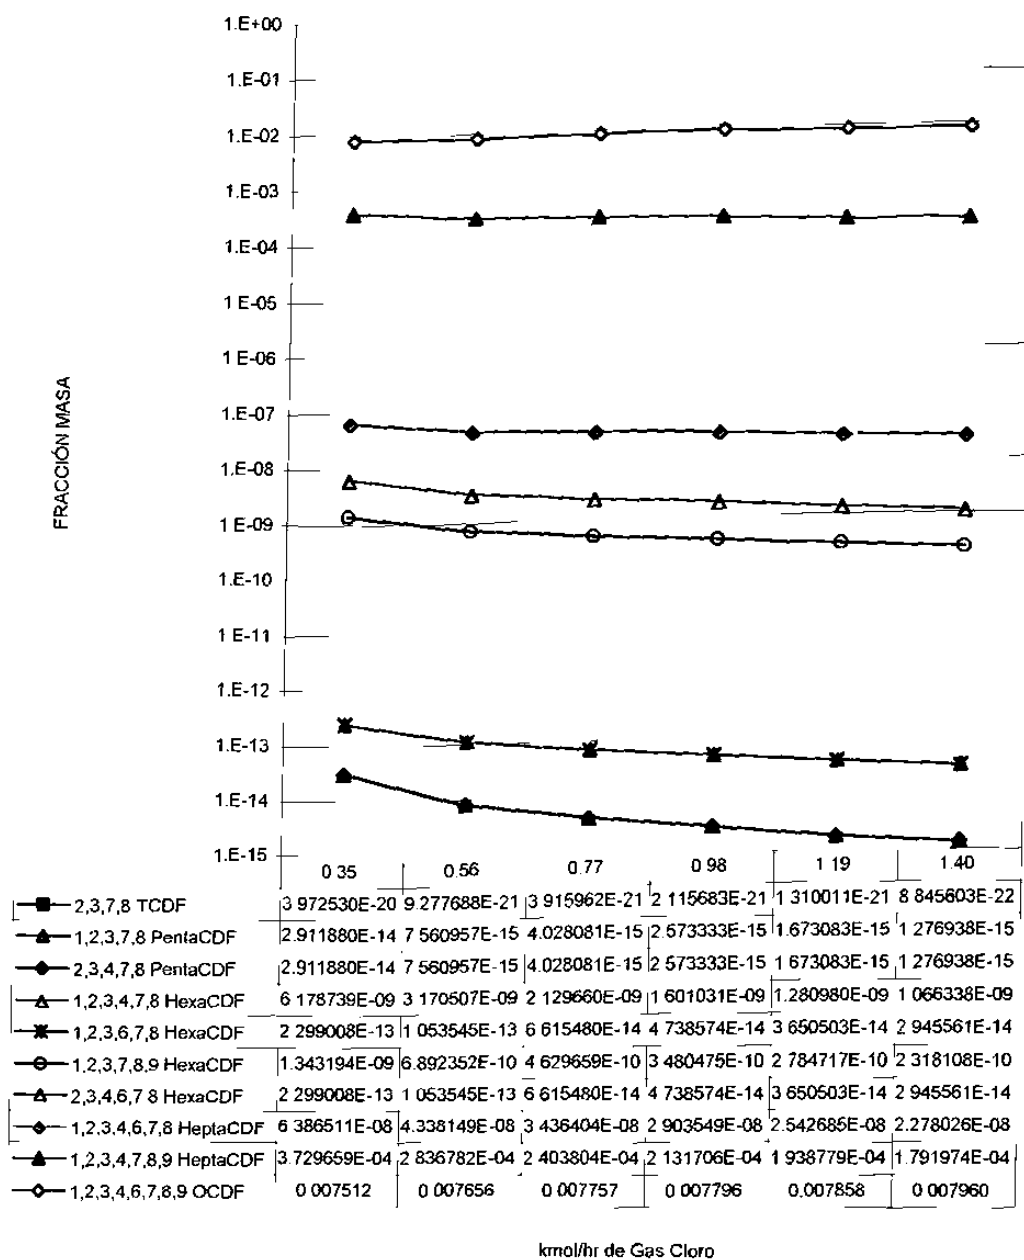 1.E+00
1.E-01
1.E-02
1.E-03
1.E-04
1 E-05
1 E-06
1.E-07
1.E-08
1 E-09
1.E-10
1 E-11
1.E-12
1.E-13
1.E-14
1.E-15
FRACCIÓN MASA
0 35 0.56 0.77 0 98 1 19 1.40
2,3,7,8 TCDF 3 972530E-20 9.277688E-21 3 915962E-21 2 115683E-21 1 310011E-21 8 845603E-22
1,2,3,7,8 PentaCDF 2.911880E-14 7 560957E-15 4.028081E-15 2.573333E-15 1.673083E-15 1 276938E-15
2,3,4,7,8 PentaCDF 2.911880E-14 7 560957E-15 4.028081E-15 2 573333E-15 1 673083E-15 1.276938E-15
1,2,3,4,7,8 HexaCDF 6 178739E-09 3 170507E-09 2 129660E-09 1 601031E-09 1.280980E-09 1 066338E-09
1,2,3,6,7,8 HexaCDF 2 299008E-13 1 053545E-13 6 615480E-14 4 738574E-14 3 650503E-14 2 945561E-14
1,2,3,7,8,9 HexaCDF 1.343194E-09 6.892352E-10 4 629659E-10 3 480475E-10 2 784717E-10 2 318108E-10
2,3,4,6,7 8 HexaCDF 2 299008E-13 1 053545E-13 6 615480E-14 4 738574E-14 3 650503E-14 2 945561E-14
1,2,3,4,6,7,8 HeptaCDF 6 386511E-08 4.338149E-08 3 436404E-08 2 903549E-08 2 542685E-08 2.278026E-08
1,2,3,4,7,8,9 HeptaCDF 3.729659E-04 2 836782E-04 2 403804E-04 2 131706E-04 1 938779E-04 1.791974E-04
1,2,3,4,6,7,8,9 OCDF 0 007512 0 007656 0 007757 0 007796 0.007858 0 007960
kmol/hr de Gas Cloro